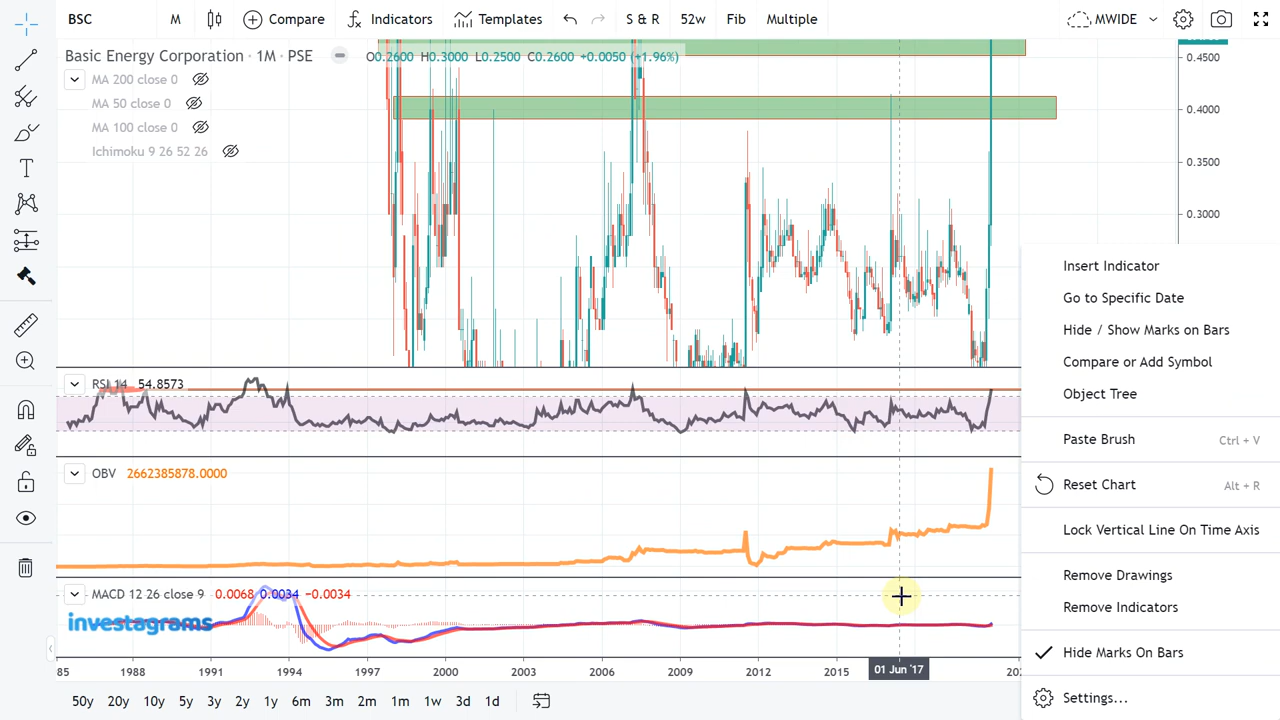 BSC M Compare Indicators Templates S & R 52w Fib Multiple MWIDE
Basic Energy Corporation · 1M · PSE O0.2600 H0.3000 L0.2500 C0.2600 +0.0050 (+1.96%)
MA 200 close 0
MA 50 close 0
MA 100 close 0
Ichimoku 9 26 52 26
0.4500
0.4000
0.3500
0.3000
Insert Indicator
Go to Specific Date
Hide / Show Marks on Bars
Compare or Add Symbol
Object Tree
Paste Brush Ctrl + V
Reset Chart Alt + R
Lock Vertical Line On Time Axis
Remove Drawings
Remove Indicators
Hide Marks On Bars
Settings...
RSI 14 54.8573
OBV 2662385878.0000
MACD 12 26 close 9 0.0068 0.0034 −0.0034
investagrams
85 1988 1991 1994 1997 2000 2003 2006 2009 2012 2015 01 Jun '17
50y 20y 10y 5y 3y 2y 1y 6m 3m 2m 1m 1w 3d 1d